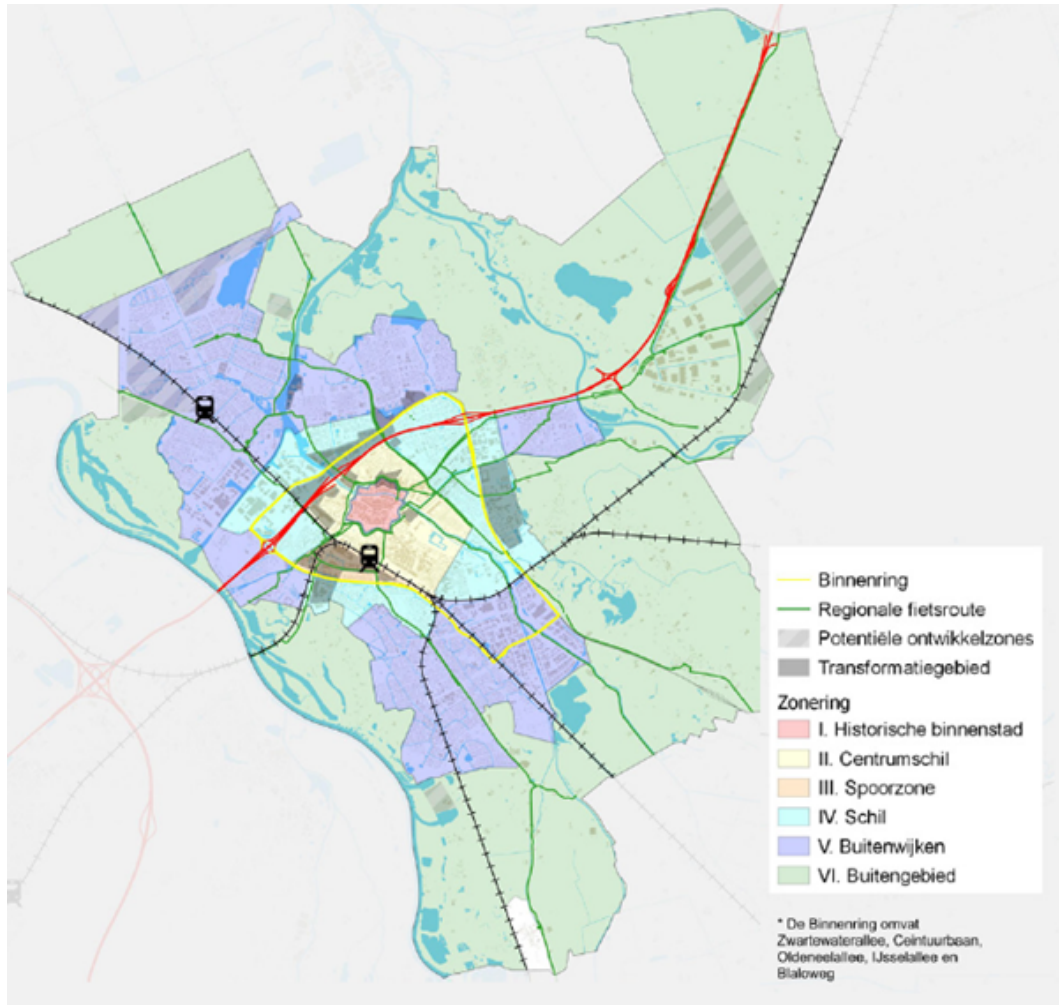 Binnenring
Regionale fietsroute
Potentiële ontwikkelzones
Transformatiegebied
Zonering
I. Historische binnenstad
II. Centrumschil
III. Spoorzone
IV. Schil
V. Buitenwijken
VI. Buitengebied
* De Binnenring omvat
Zwartewaterallee, Ceintuurbaan,
Oldeneelallee, IJsselallee en
Blaloweg